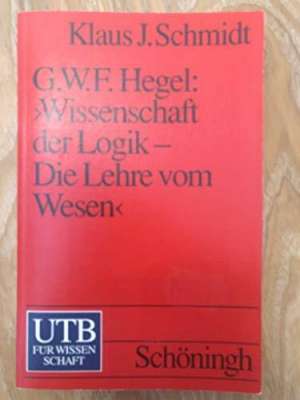 Klaus J. Schmidt
G.W.F. Hegel:
›Wissenschaft
der Logik –
Die Lehre vom
Wesen‹
UTB
FÜR WISSEN
SCHAFT
Schöningh